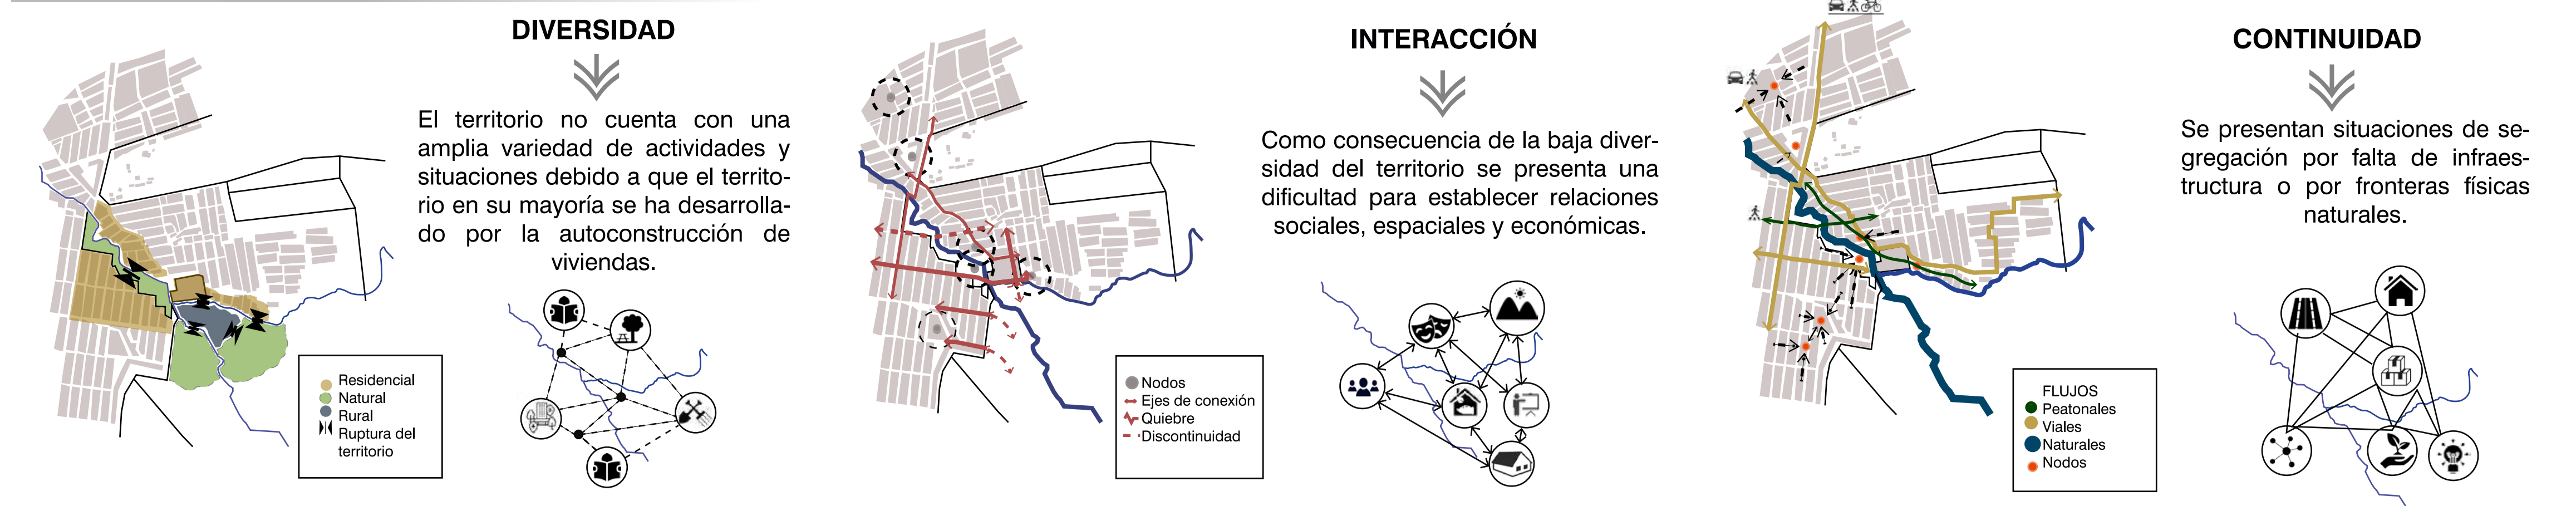 DIVERSIDAD
El territorio no cuenta con una
amplia variedad de actividades y
situaciones debido a que el territo-
rio en su mayoría se ha desarrolla-
do por la autoconstrucción de
viviendas.
Residencial
Natural
Rural
Ruptura del
territorio
INTERACCIÓN
Como consecuencia de la baja diver-
sidad del territorio se presenta una
dificultad para establecer relaciones
sociales, espaciales y económicas.
Nodos
Ejes de conexión
Quiebre
Discontinuidad
CONTINUIDAD
Se presentan situaciones de se-
gregación por falta de infraes-
tructura o por fronteras físicas
naturales.
FLUJOS
Peatonales
Viales
Naturales
Nodos